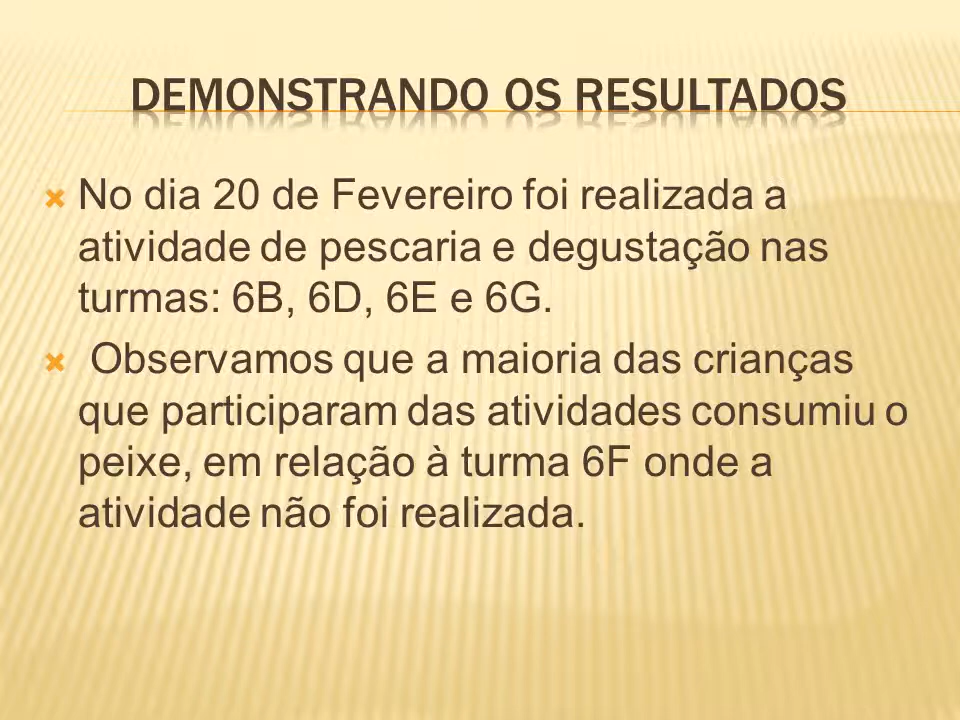 DEMONSTRANDO OS RESULTADOS
No dia 20 de Fevereiro foi realizada a
atividade de pescaria e degustação nas
turmas: 6B, 6D, 6E e 6G.
Observamos que a maioria das crianças
que participaram das atividades consumiu o
peixe, em relação à turma 6F onde a
atividade não foi realizada.